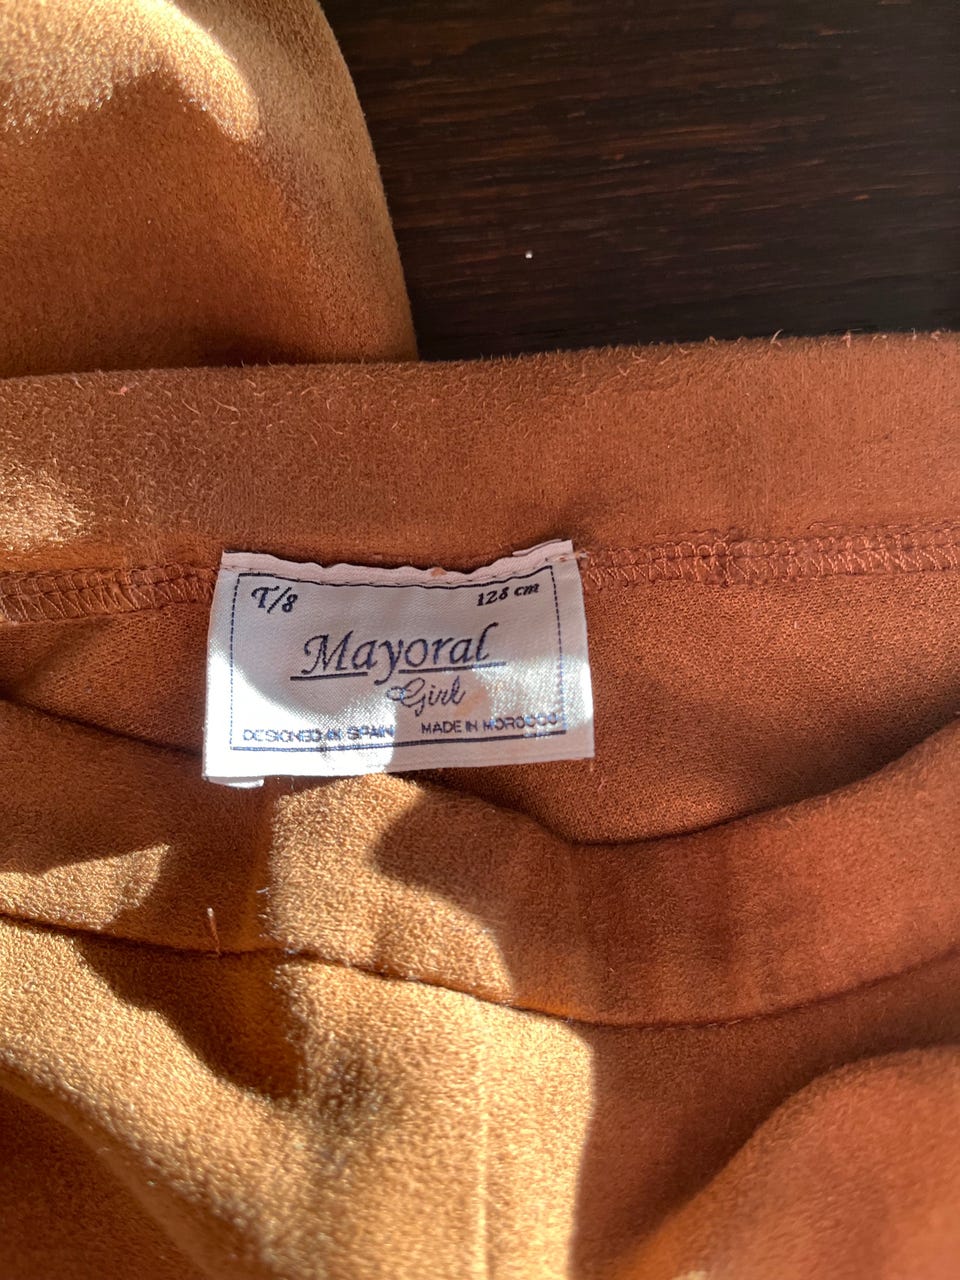 T/8 128 cm
Mayoral
Girl
DESIGNED IN SPAIN MADE IN MOROCCO